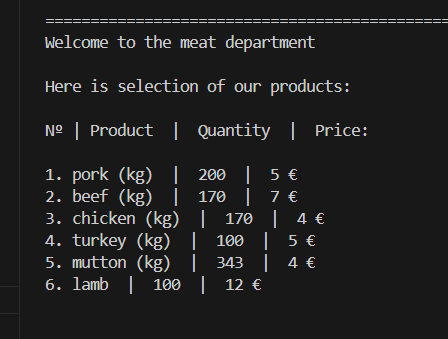 ==============================================
Welcome to the meat department
Here is selection of our products:
Nº | Product | Quantity | Price:
1. pork (kg) | 200 | 5 €
2. beef (kg) | 170 | 7 €
3. chicken (kg) | 170 | 4 €
4. turkey (kg) | 100 | 5 €
5. mutton (kg) | 343 | 4 €
6. lamb | 100 | 12 €